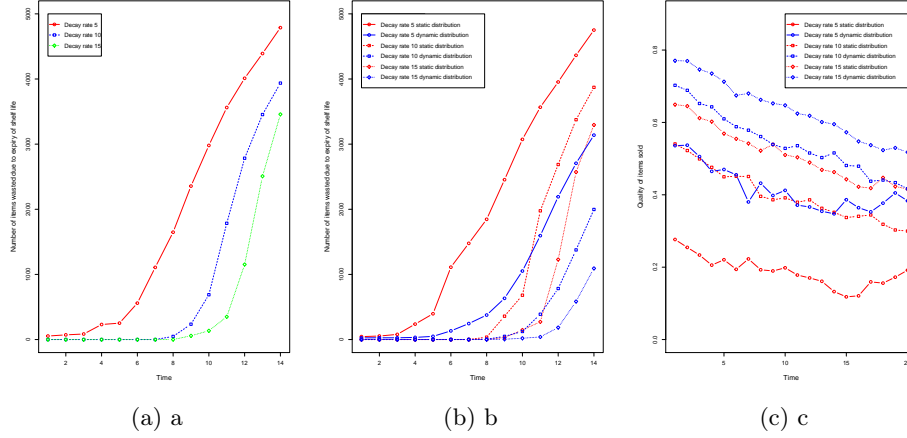 Decay rate 5
Decay rate 10
Decay rate 15
Number of items wasted due to expiry of shelf life
0
1000
2000
3000
4000
5000
2 4 6 8 10 12 14
Time
(a) a
Decay rate 5 static distribution
Decay rate 5 dynamic distribution
Decay rate 10 static distribution
Decay rate 10 dynamic distribution
Decay rate 15 static distribution
Decay rate 15 dynamic distribution
Number of items wasted due to expiry of shelf life
0
1000
2000
3000
4000
5000
2 4 6 8 10 12 14
Time
(b) b
Decay rate 5 static distribution
Decay rate 5 dynamic distribution
Decay rate 10 static distribution
Decay rate 10 dynamic distribution
Decay rate 15 static distribution
Decay rate 15 dynamic distribution
Quality of items sold
0.0
0.2
0.4
0.6
0.8
5 10 15 20
Time
(c) c